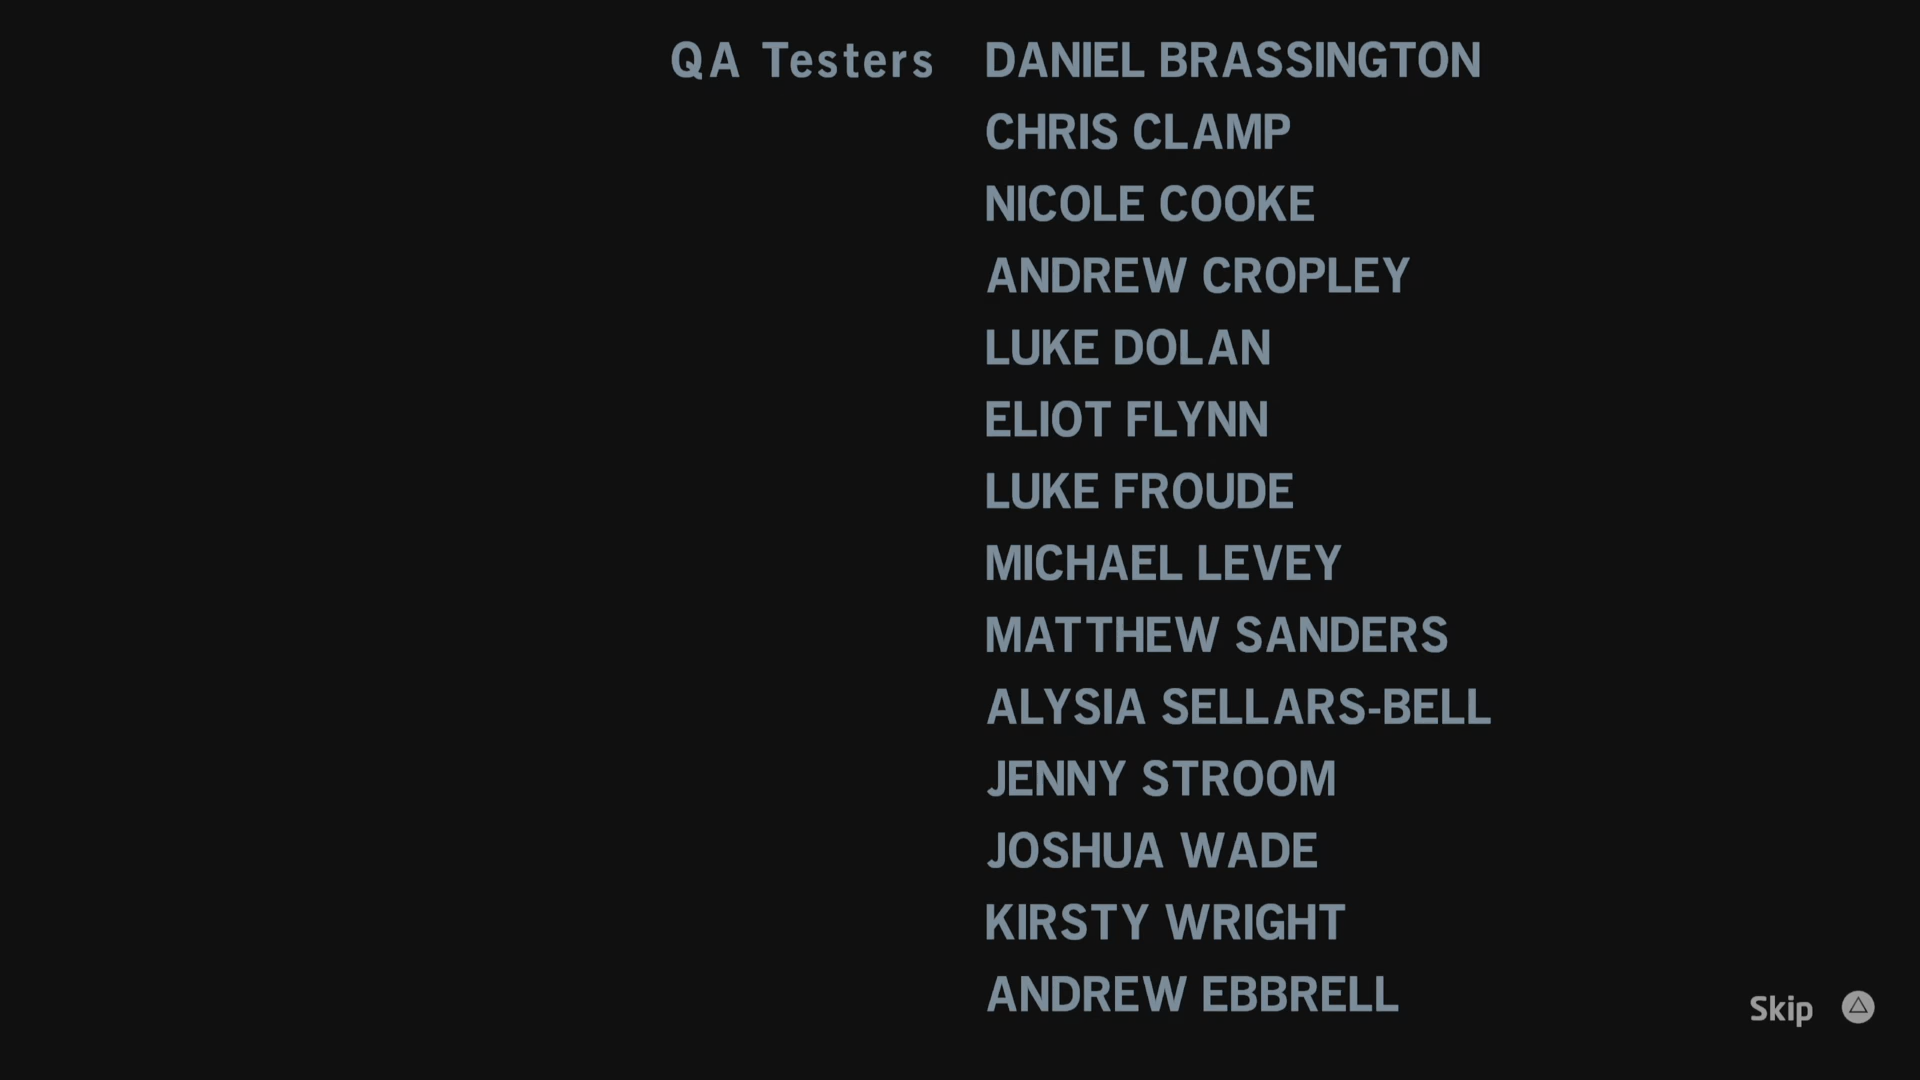 QA Testers DANIEL BRASSINGTON
CHRIS CLAMP
NICOLE COOKE
ANDREW CROPLEY
LUKE DOLAN
ELIOT FLYNN
LUKE FROUDE
MICHAEL LEVEY
MATTHEW SANDERS
ALYSIA SELLARS-BELL
JENNY STROOM
JOSHUA WADE
KIRSTY WRIGHT
ANDREW EBBRELL
Skip